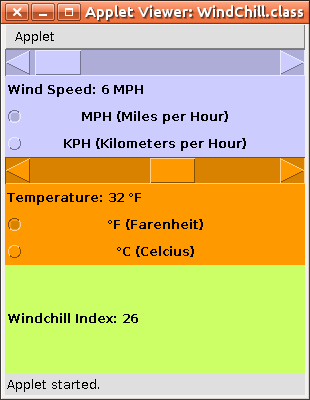 Applet Viewer: WindChill.class
Applet
Wind Speed: 6 MPH
MPH (Miles per Hour)
KPH (Kilometers per Hour)
Temperature: 32 °F
°F (Farenheit)
°C (Celcius)
Windchill Index: 26
Applet started.